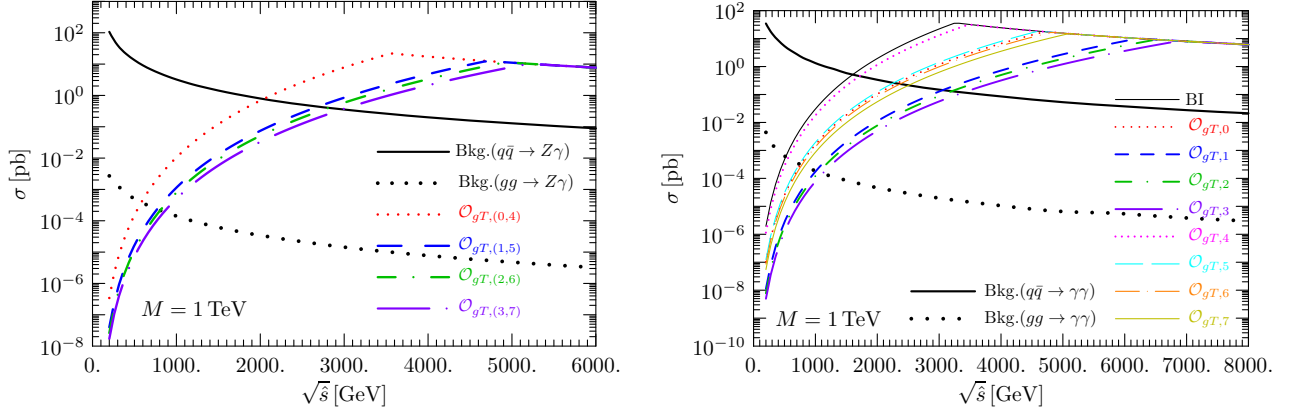 10^2
10^0
10^-2
10^-4
10^-6
10^-8
σ [pb]
Bkg.(qq̄ → Zγ)
Bkg.(gg → Zγ)
𝒪_gT,(0,4)
𝒪_gT,(1,5)
𝒪_gT,(2,6)
𝒪_gT,(3,7)
M = 1 TeV
0. 1000. 2000. 3000. 4000. 5000. 6000.
√ŝ [GeV]
10^2
10^0
10^-2
10^-4
10^-6
10^-8
10^-10
σ [pb]
BI
𝒪_gT,0
𝒪_gT,1
𝒪_gT,2
𝒪_gT,3
𝒪_gT,4
𝒪_gT,5
𝒪_gT,6
𝒪_gT,7
Bkg.(qq̄ → γγ)
Bkg.(gg → γγ)
M = 1 TeV
0. 1000. 2000. 3000. 4000. 5000. 6000. 7000. 8000.
√ŝ [GeV]